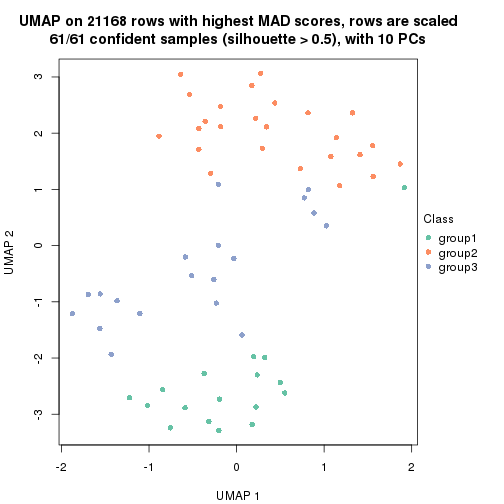 UMAP on 21168 rows with highest MAD scores, rows are scaled
61/61 confident samples (silhouette > 0.5), with 10 PCs
3
2
1
0
-1
-2
-3
UMAP 2
-2
-1
0
1
2
UMAP 1
Class
group1
group2
group3